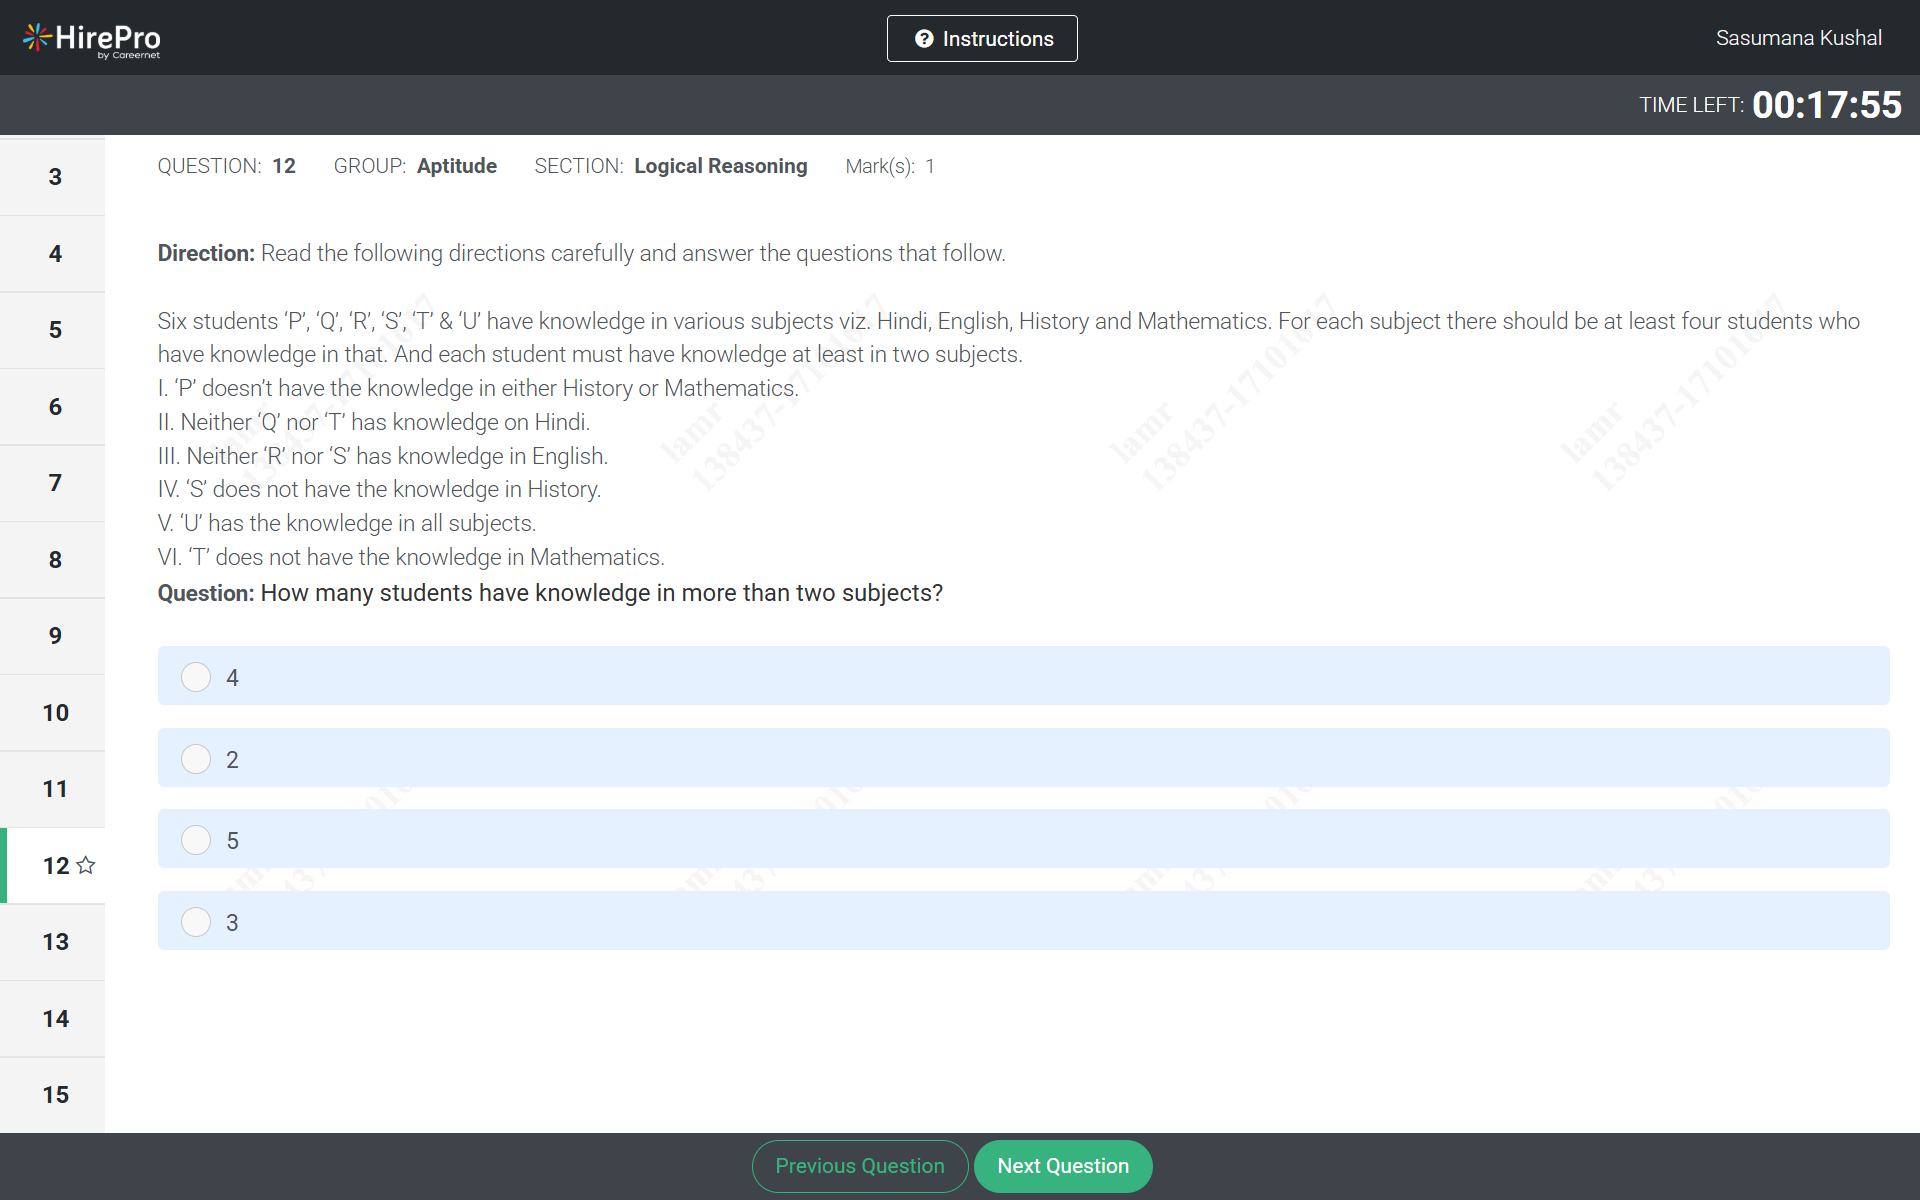 HirePro
by Careernet
Instructions
Sasumana Kushal
TIME LEFT: 00:17:55
3
4
5
6
7
8
9
10
11
12
13
14
15
QUESTION: 12 GROUP: Aptitude SECTION: Logical Reasoning Mark(s): 1
Direction: Read the following directions carefully and answer the questions that follow.
Six students ‘P’, ‘Q’, ‘R’, ‘S’, ‘T’ & ‘U’ have knowledge in various subjects viz. Hindi, English, History and Mathematics. For each subject there should be at least four students who
have knowledge in that. And each student must have knowledge at least in two subjects.
I. ‘P’ doesn’t have the knowledge in either History or Mathematics.
II. Neither ‘Q’ nor ‘T’ has knowledge on Hindi.
III. Neither ‘R’ nor ‘S’ has knowledge in English.
IV. ‘S’ does not have the knowledge in History.
V. ‘U’ has the knowledge in all subjects.
VI. ‘T’ does not have the knowledge in Mathematics.
Question: How many students have knowledge in more than two subjects?
4
2
5
3
Previous Question
Next Question